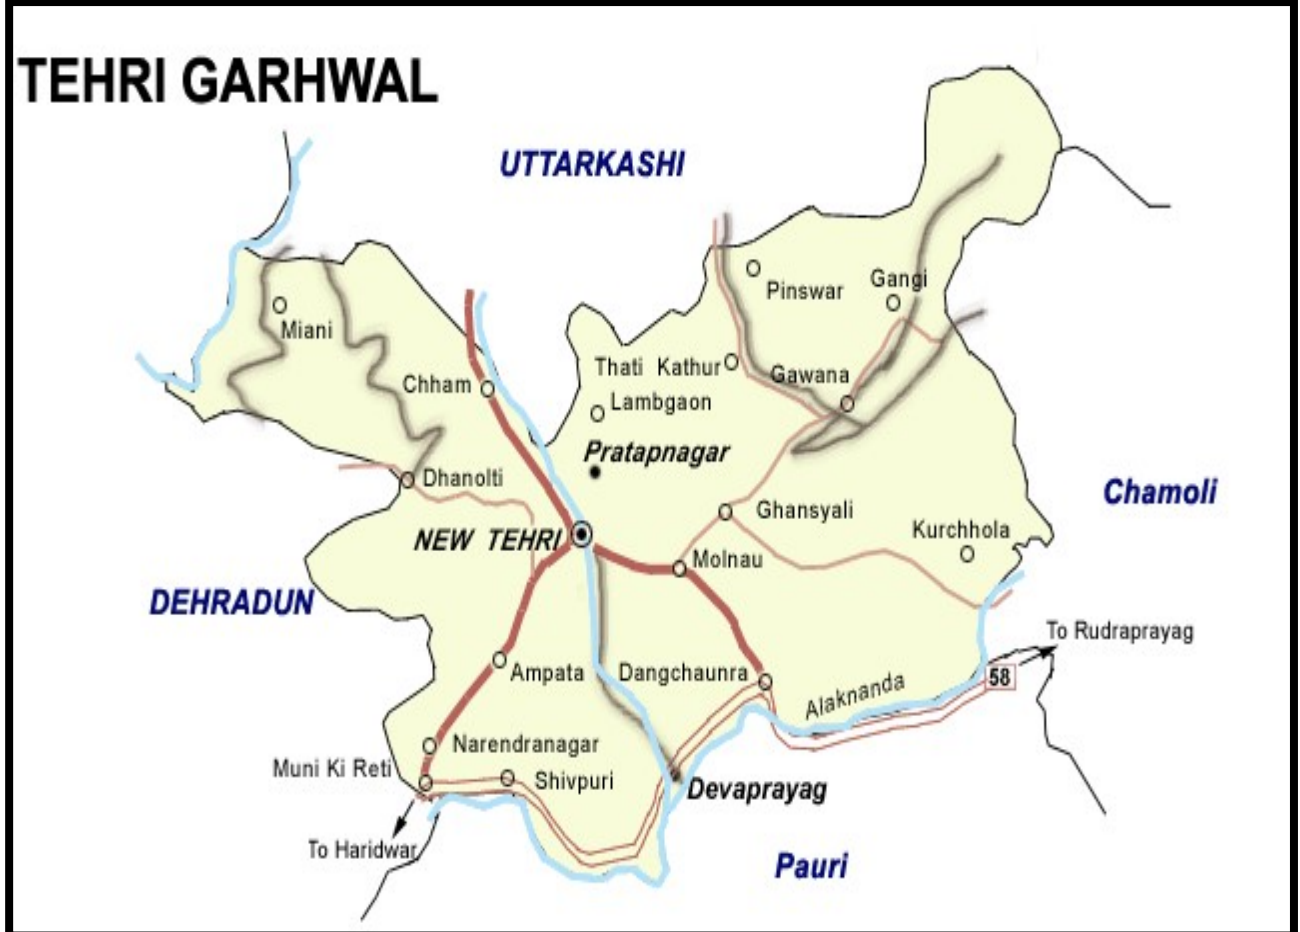 TEHRI GARHWAL
UTTARKASHI
Gangi
Pinswar
Miani
Thati Kathur
Gawana
Chham
Lambgaon
Pratapnagar
Dhanolti
Chamoli
Ghansyali
Kurchhola
NEW TEHRI
Molnau
DEHRADUN
To Rudraprayag
Ampata
Dangchaunra
58
Alaknanda
Narendranagar
Muni Ki Reti
Shivpuri
Devaprayag
To Haridwar
Pauri